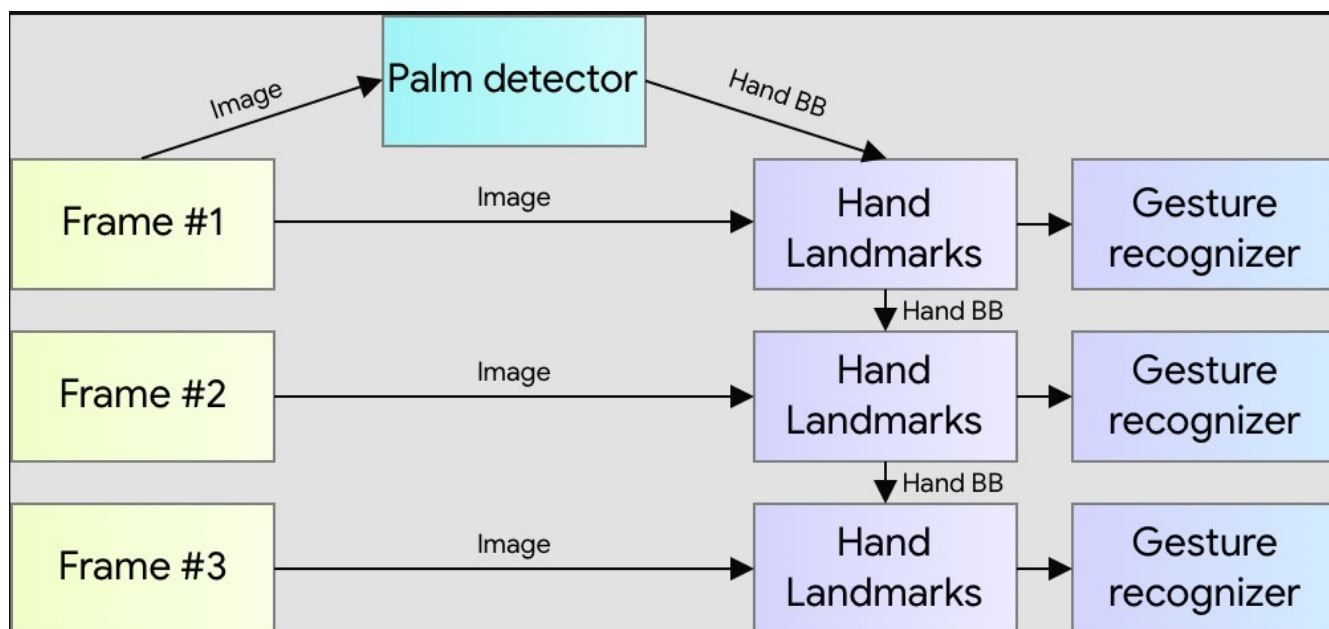 Palm detector
Image
Hand BB
Frame #1
Image
Hand
Landmarks
Gesture
recognizer
Hand BB
Frame #2
Image
Hand
Landmarks
Gesture
recognizer
Hand BB
Frame #3
Image
Hand
Landmarks
Gesture
recognizer